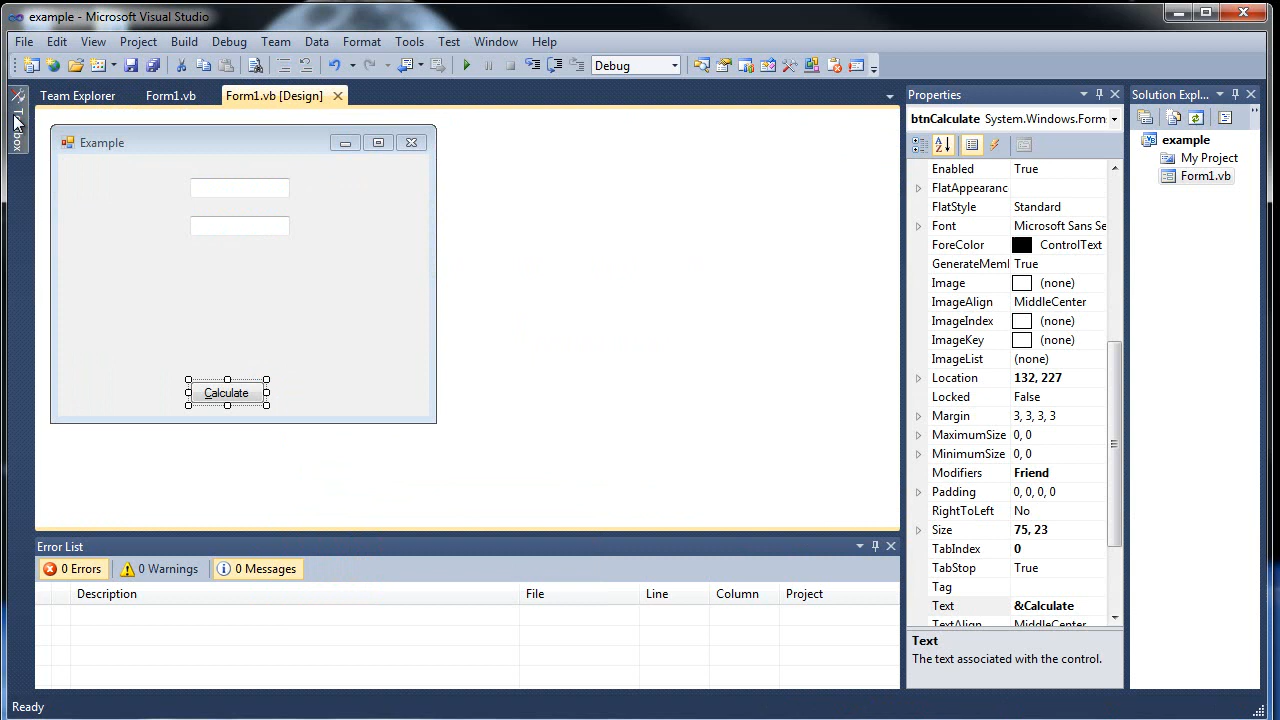 example - Microsoft Visual Studio
File Edit View Project Build Debug Team Data Format Tools Test Window Help
Debug
Team Explorer Form1.vb Form1.vb [Design]
Example
Calculate
Properties
btnCalculate System.Windows.Form
Enabled True
FlatAppearanc
FlatStyle Standard
Font Microsoft Sans Se
ForeColor ControlText
GenerateMeml True
Image (none)
ImageAlign MiddleCenter
ImageIndex (none)
ImageKey (none)
ImageList (none)
Location 132, 227
Locked False
Margin 3, 3, 3, 3
MaximumSize 0, 0
MinimumSize 0, 0
Modifiers Friend
Padding 0, 0, 0, 0
RightToLeft No
Size 75, 23
TabIndex 0
TabStop True
Tag
Text &Calculate
TextAlign MiddleCenter
Text
The text associated with the control.
Solution Expl...
example
My Project
Form1.vb
Error List
0 Errors 0 Warnings 0 Messages
Description File Line Column Project
Ready